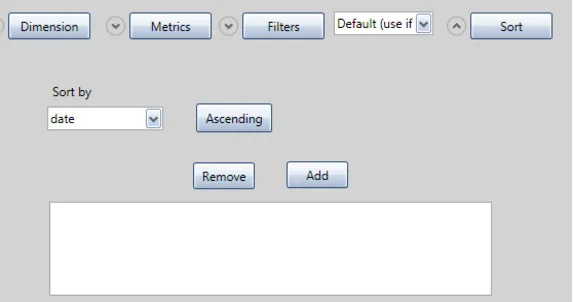 Dimension Metrics Filters Default (use if Sort
Sort by
date Ascending
Remove Add